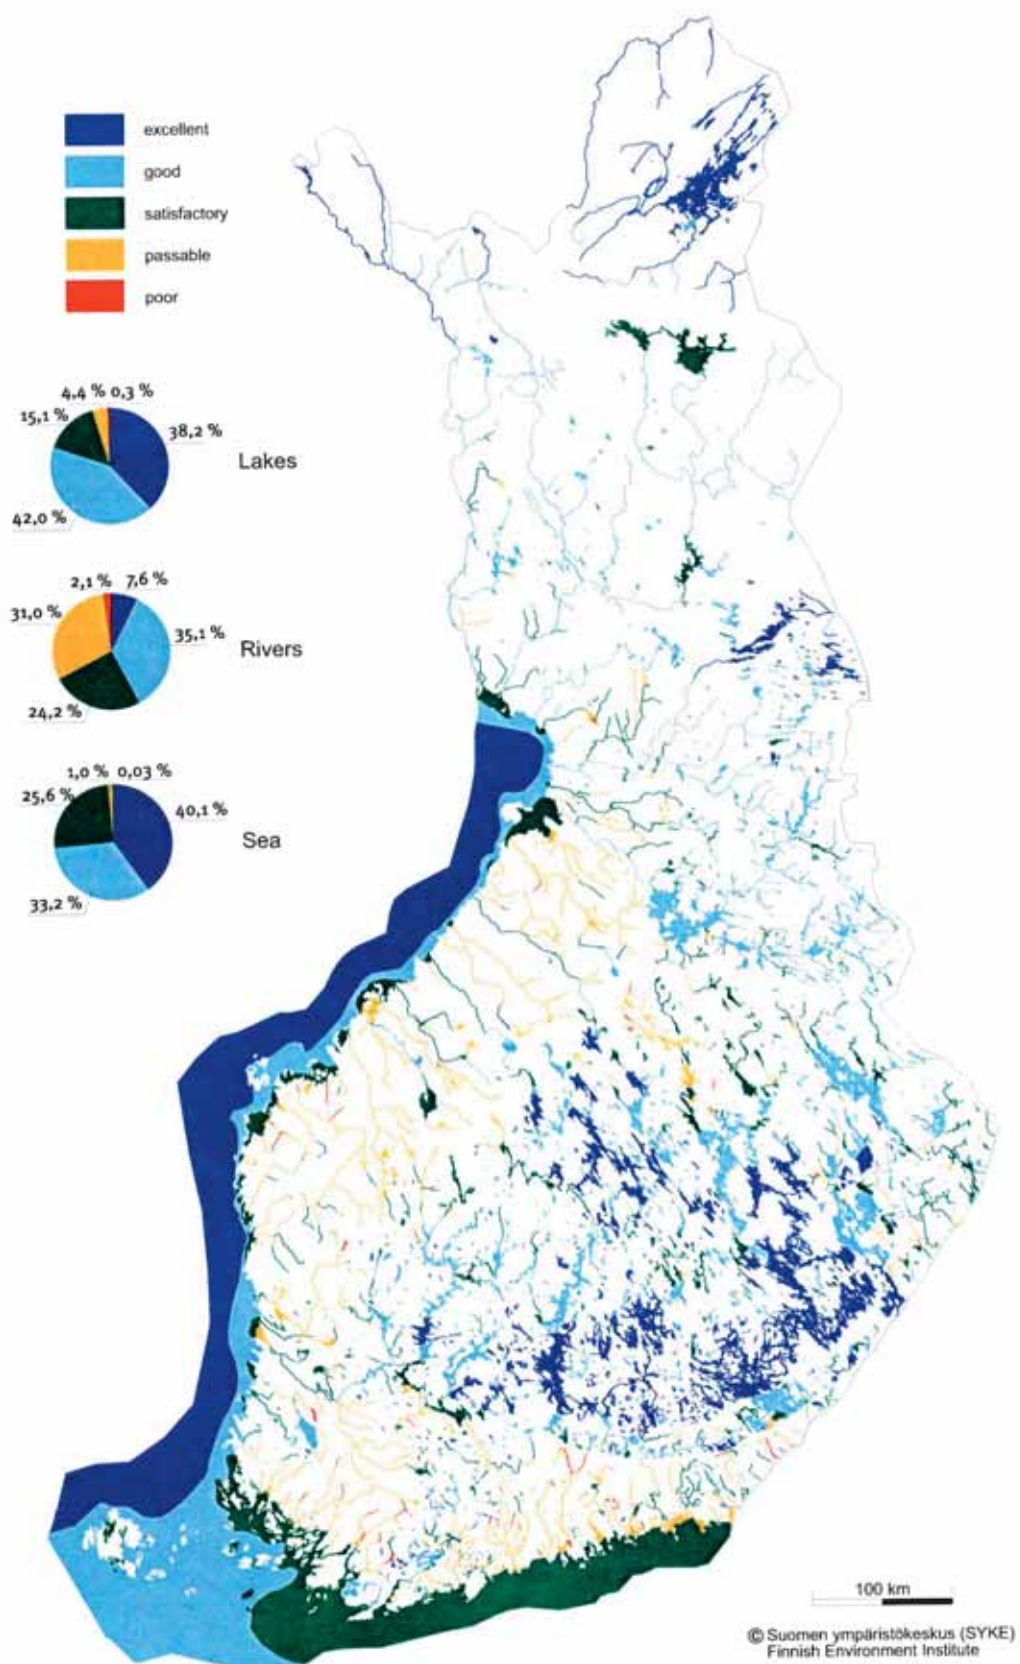 excellent
good
satisfactory
passable
poor
4,4 % 0,3 %
15,1 %
38,2 %
Lakes
42,0 %
2,1 % 7,6 %
31,0 %
35,1 %
Rivers
24,2 %
1,0 % 0,03 %
25,6 %
40,1 %
Sea
33,2 %
100 km
© Suomen ympäristökeskus (SYKE)
Finnish Environment Institute